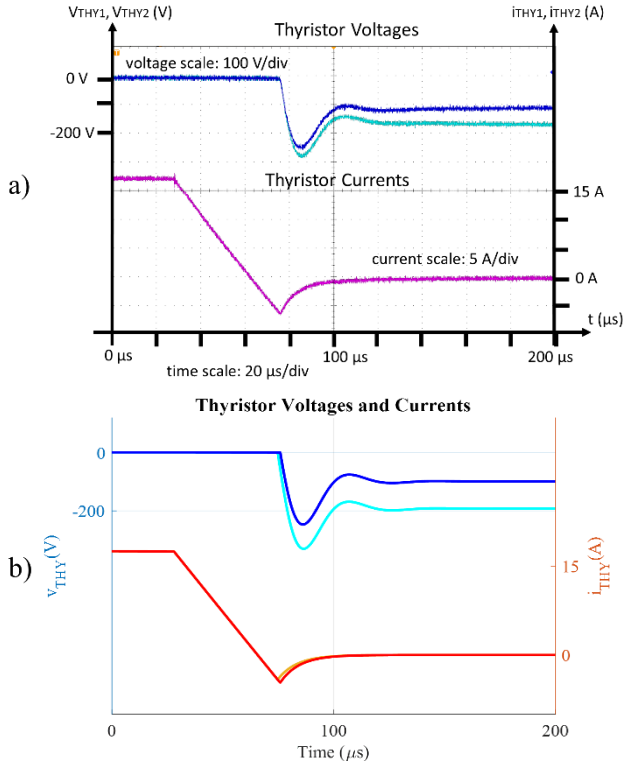 VTHY1, VTHY2 (V)
iTHY1, iTHY2 (A)
Thyristor Voltages
voltage scale: 100 V/div
0 V
-200 V
a)
Thyristor Currents
15 A
current scale: 5 A/div
0 A
t (µs)
0 µs
100 µs
200 µs
time scale: 20 µs/div
Thyristor Voltages and Currents
0
-200
vTHY(V)
b)
15
0
iTHY(A)
0
100
200
Time (µs)